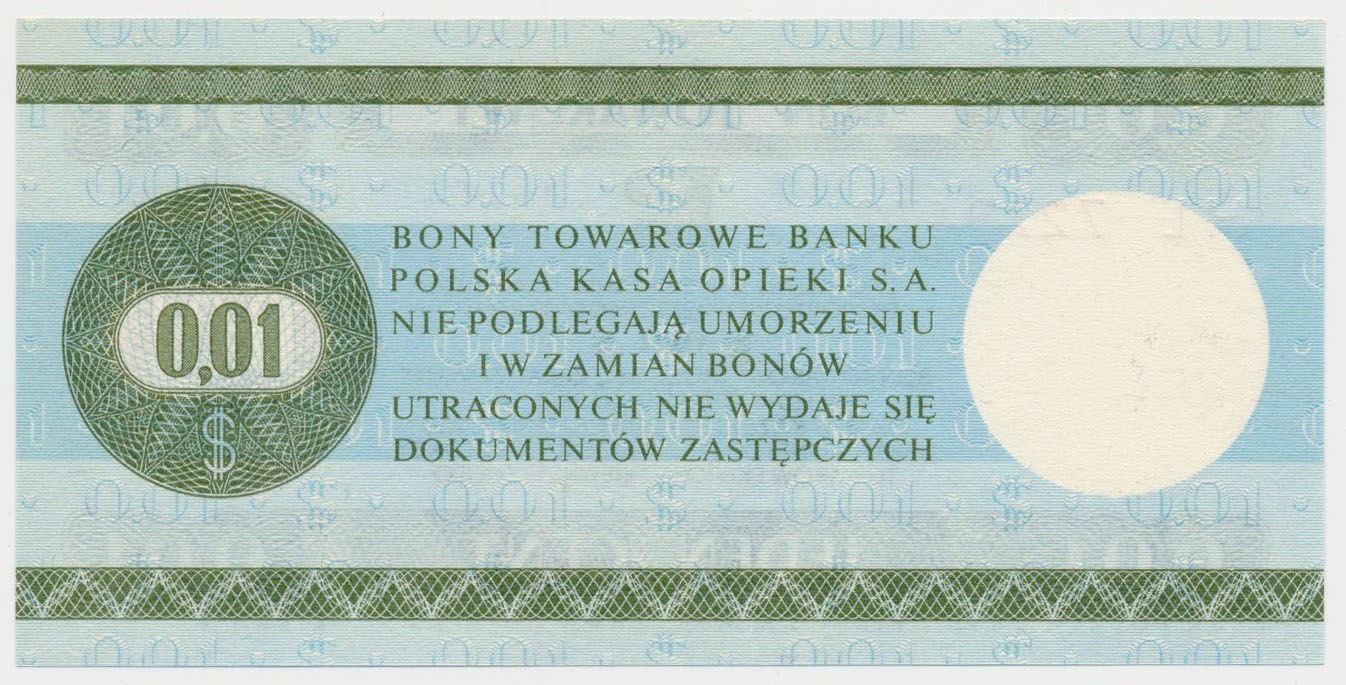 0,01
$
BONY TOWAROWE BANKU
POLSKA KASA OPIEKI S.A.
NIE PODLEGAJĄ UMORZENIU
I W ZAMIAN BONÓW
UTRACONYCH NIE WYDAJE SIĘ
DOKUMENTÓW ZASTĘPCZYCH